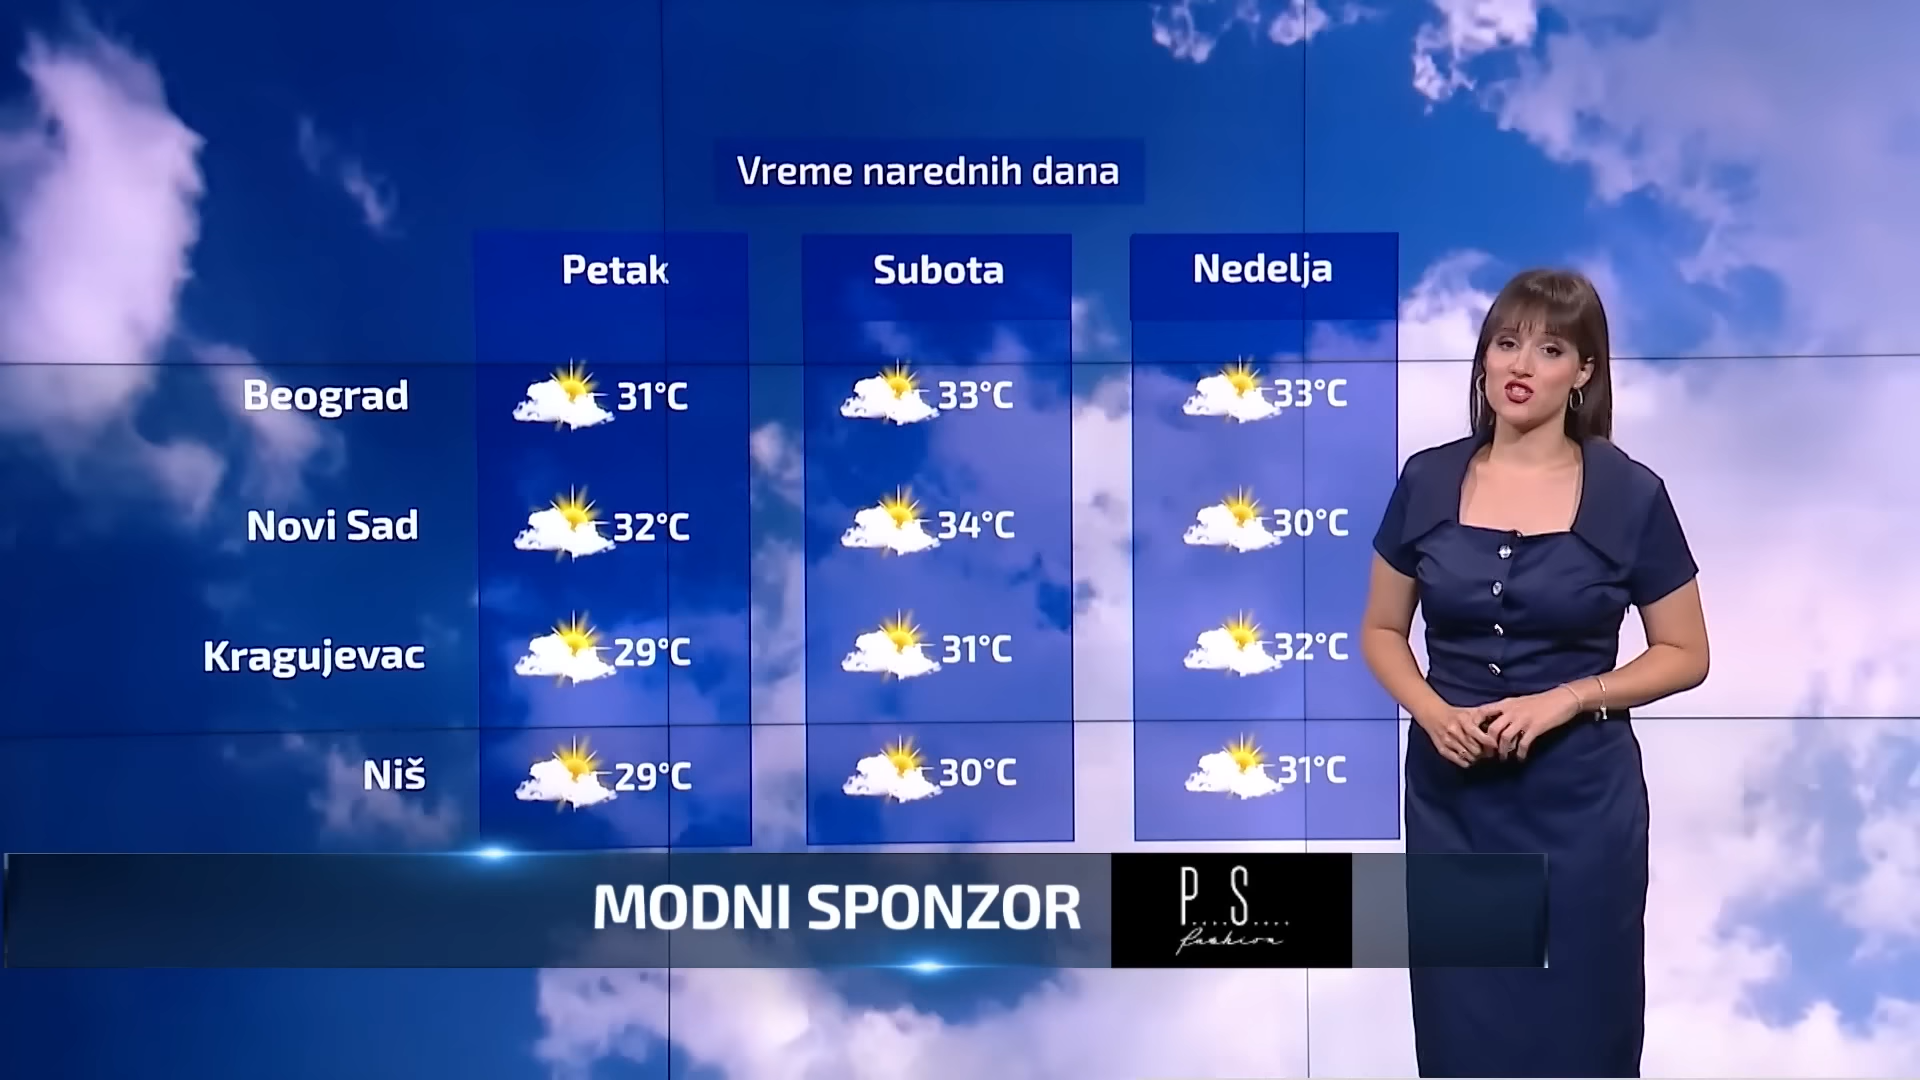 Vreme narednih dana
Petak Subota Nedelja
Beograd 31°C 33°C 33°C
Novi Sad 32°C 34°C 30°C
Kragujevac 29°C 31°C 32°C
Niš 29°C 30°C 31°C
MODNI SPONZOR
P....S....
fashion